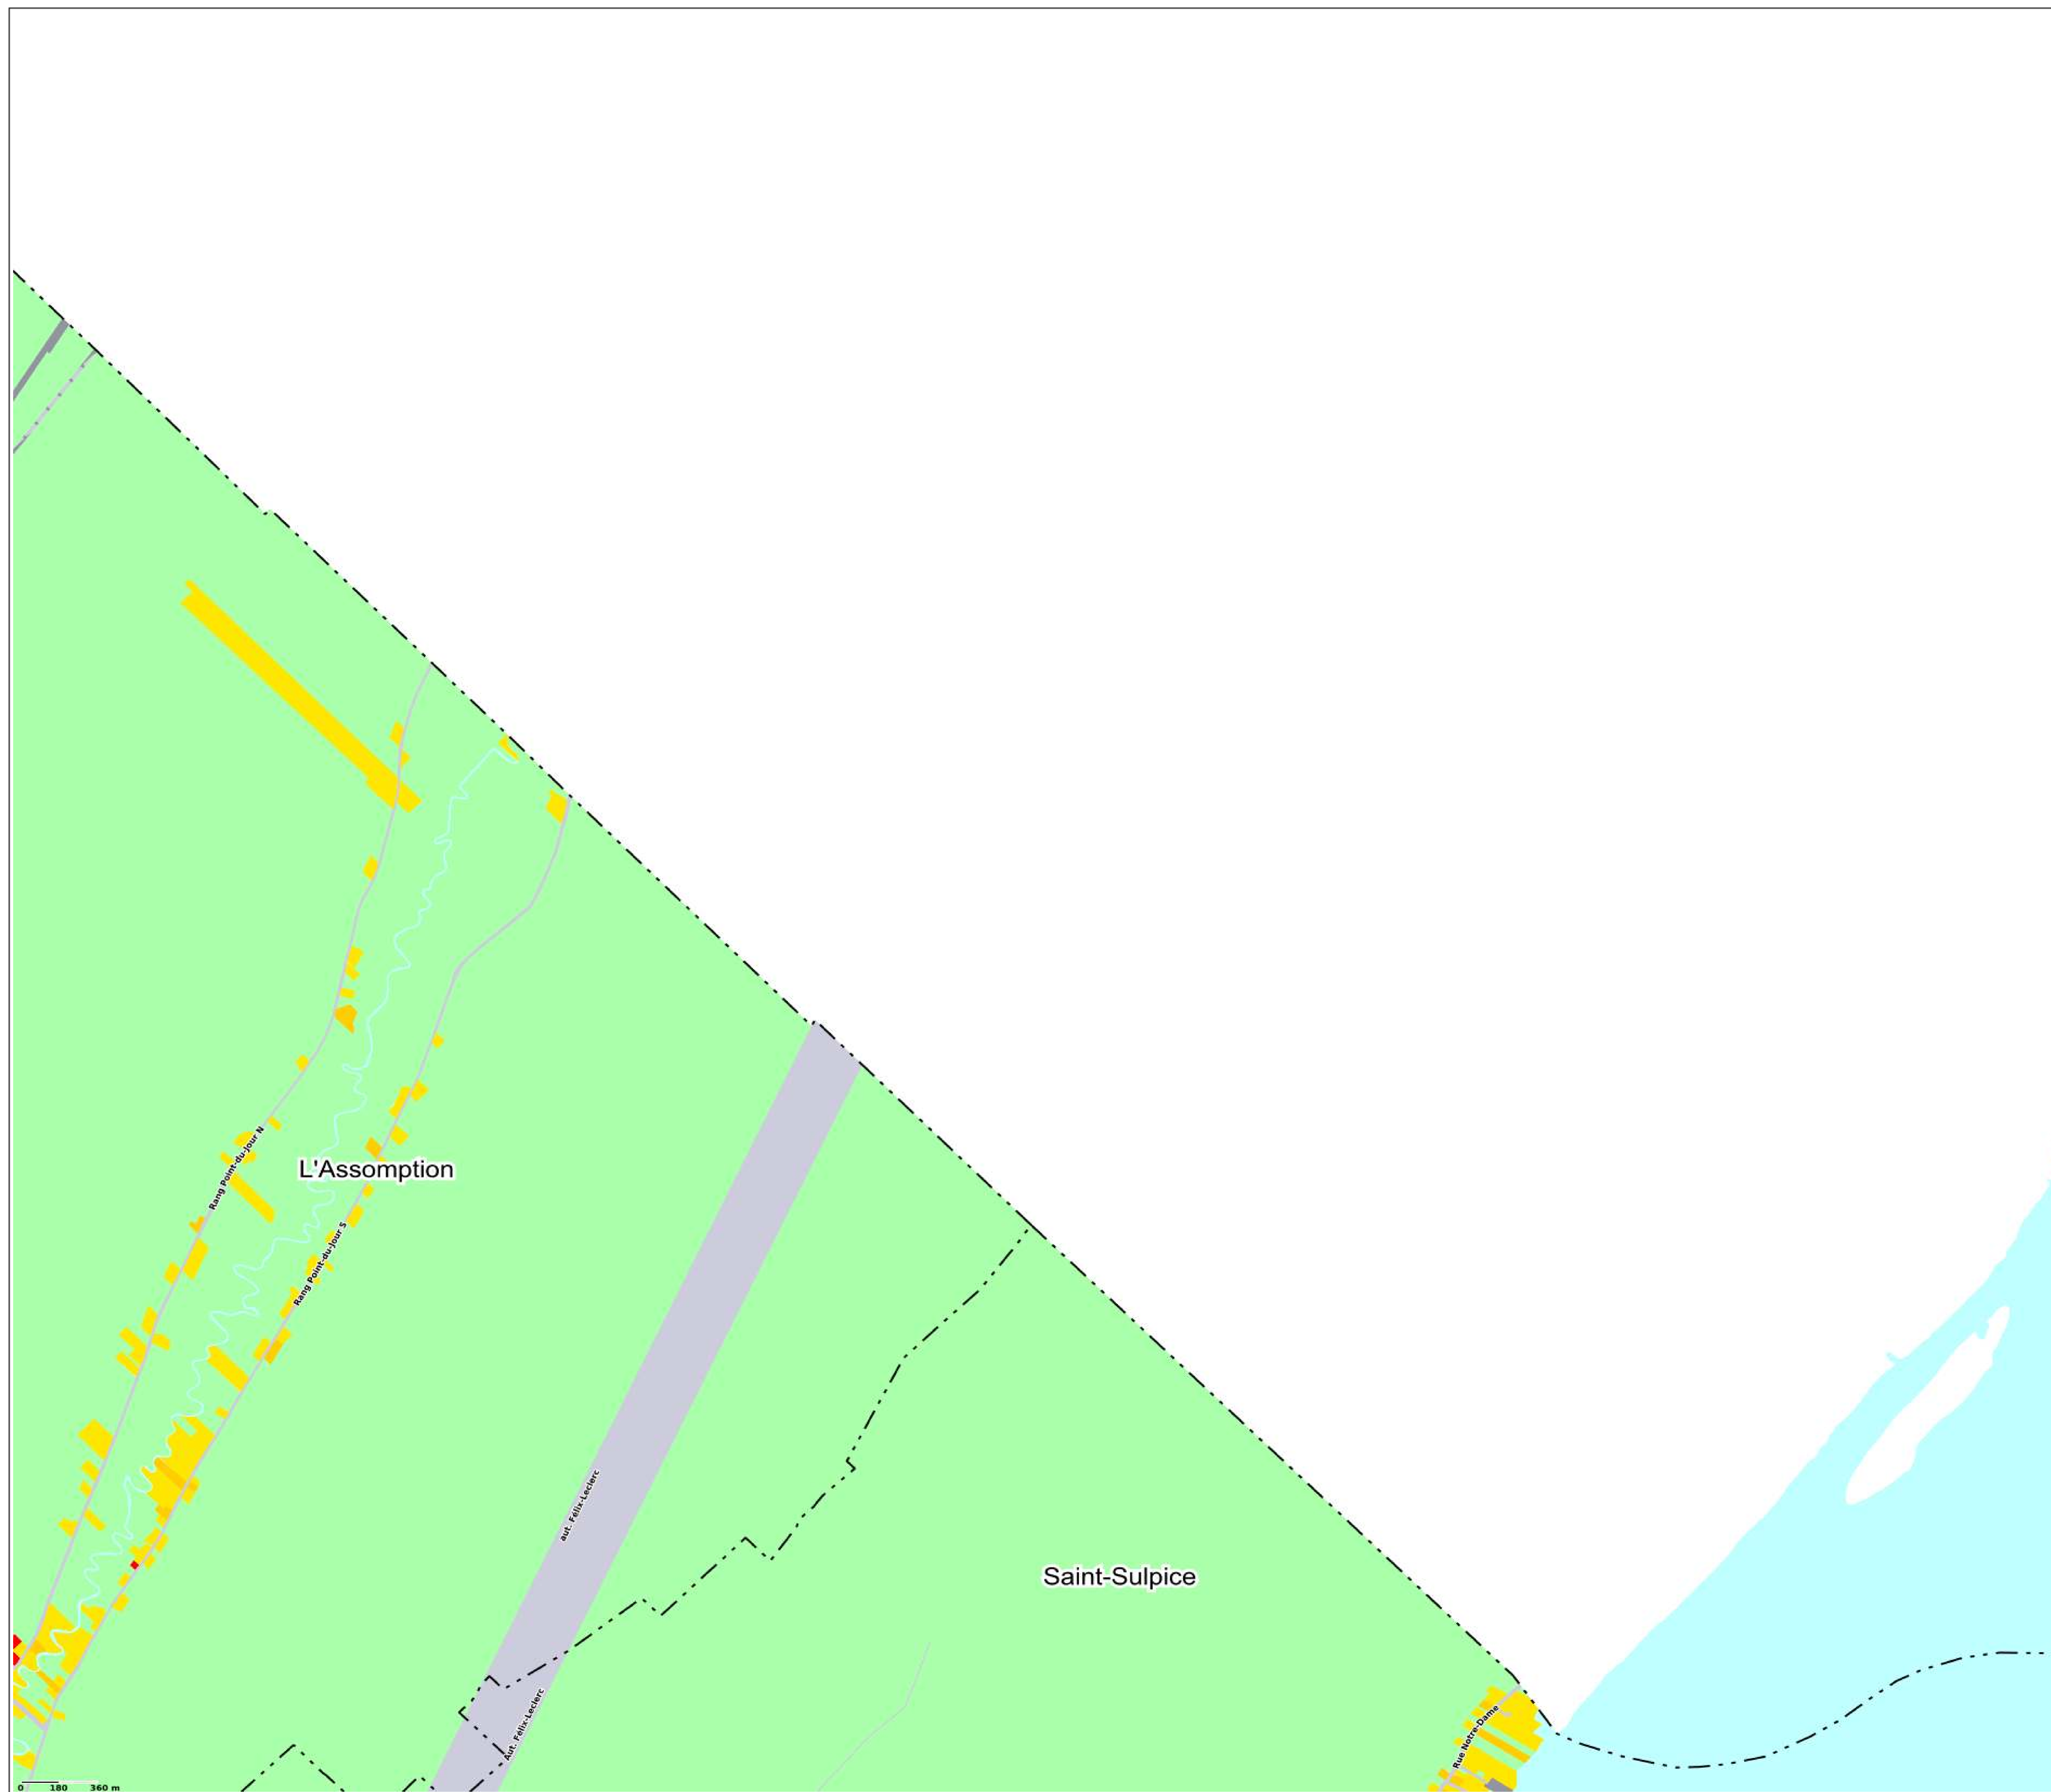 Rang Point-du-Jour N
L'Assomption
Rang Point-du-Jour S
aut. Félix-Leclerc
Saint-Sulpice
Aut. Félix-Leclerc
Rue Notre-Dame
0 180 360 m